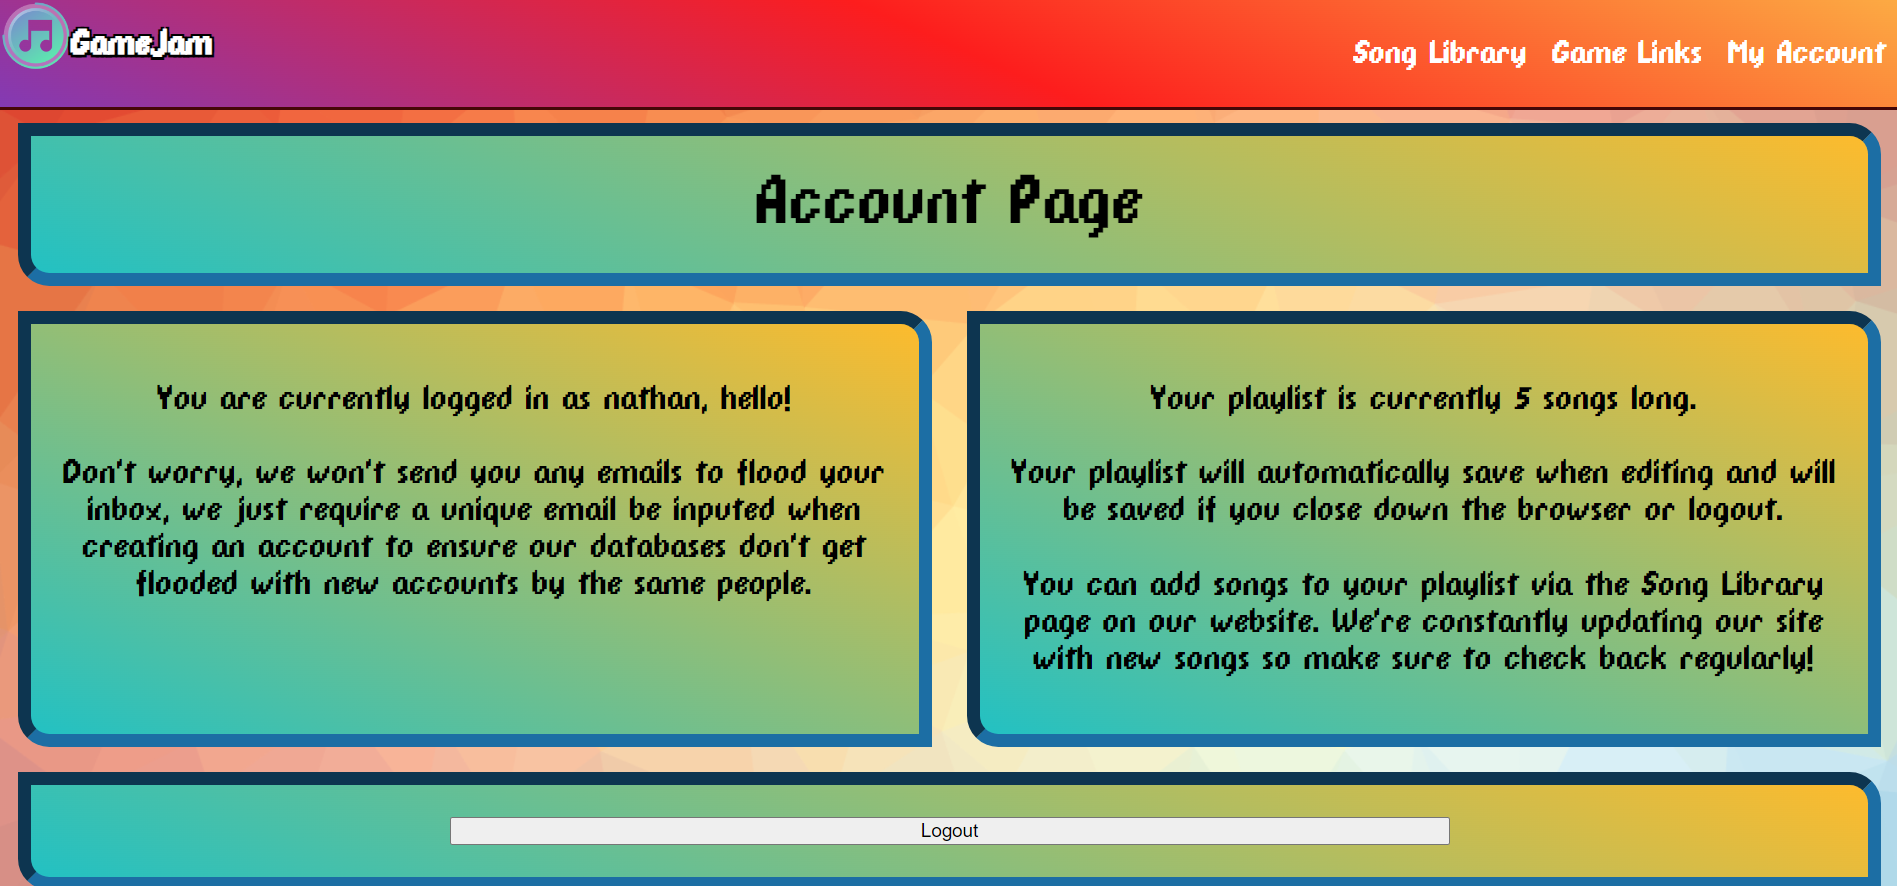 GameJam
Song Library Game Links My Account
Account Page
You are currently logged in as nathan, hello!
Don't worry, we won't send you any emails to flood your
inbox, we just require a unique email be inputed when
creating an account to ensure our databases don't get
flooded with new accounts by the same people.
Your playlist is currently 5 songs long.
Your playlist will automatically save when editing and will
be saved if you close down the browser or logout.
You can add songs to your playlist via the Song Library
page on our website. We're constantly updating our site
with new songs so make sure to check back regularly!
Logout